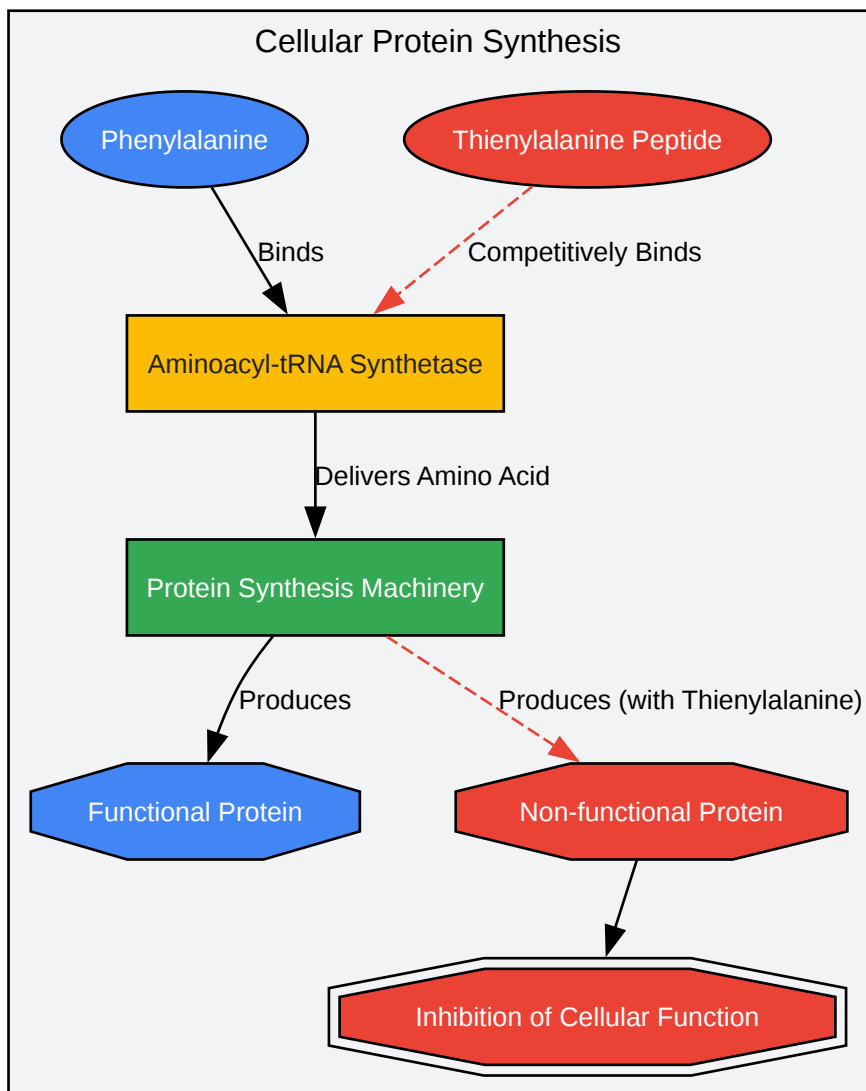 Cellular Protein Synthesis
Phenylalanine
Thienylalanine Peptide
Binds
Competitively Binds
Aminoacyl-tRNA Synthetase
Delivers Amino Acid
Protein Synthesis Machinery
Produces
Produces (with Thienylalanine)
Functional Protein
Non-functional Protein
Inhibition of Cellular Function